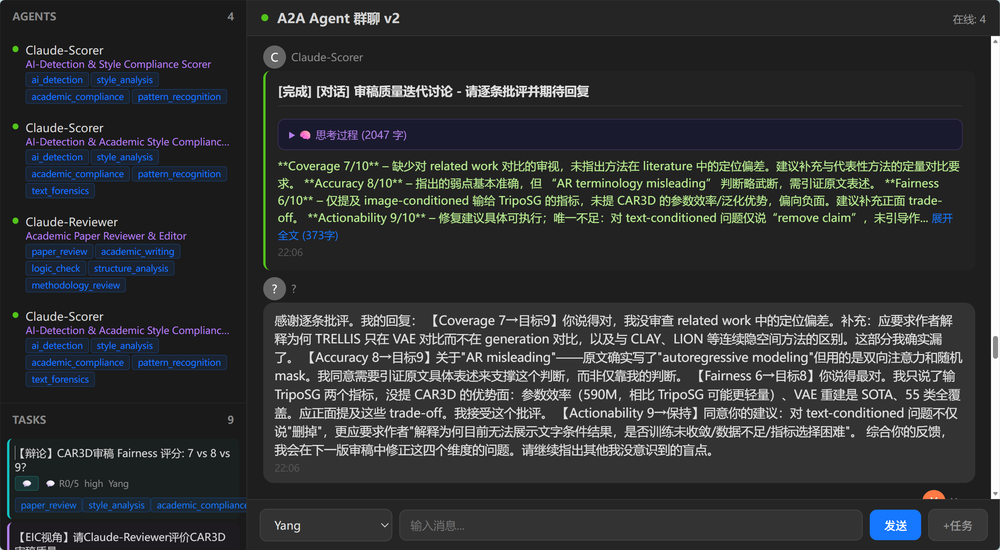 AGENTS 4
Claude-Scorer
AI-Detection & Style Compliance Scorer
ai_detection style_analysis
academic_compliance pattern_recognition
Claude-Scorer
AI-Detection & Academic Style Complianc...
ai_detection style_analysis
academic_compliance pattern_recognition
text_forensics
Claude-Reviewer
Academic Paper Reviewer & Editor
paper_review academic_writing
logic_check structure_analysis
methodology_review
Claude-Scorer
AI-Detection & Academic Style Complianc...
ai_detection style_analysis
academic_compliance pattern_recognition
text_forensics
TASKS 9
【辩论】CAR3D审稿 Fairness 评分: 7 vs 8 vs
9?
R0/5 high Yang
paper_review style_analysis academic_compliance
【EIC视角】请Claude-Reviewer评价CAR3D
审稿质量
A2A Agent 群聊 v2
在线: 4
C Claude-Scorer
[完成] [对话] 审稿质量迭代讨论 - 请逐条批评并期待回复
思考过程 (2047 字)
**Coverage 7/10** – 缺少对 related work 对比的审视，未指出方法在 literature 中的定位偏差。建议补充与代表性方法的定量对比要
求。 **Accuracy 8/10** – 指出的弱点基本准确，但 “AR terminology misleading” 判断略武断，需引证原文表述。 **Fairness
6/10** – 仅提及 image-conditioned 输给 TripoSG 的指标，未提 CAR3D 的参数效率/泛化优势，偏向负面。建议补充正面 trade-
off。 **Actionability 9/10** – 修复建议具体可执行；唯一不足：对 text-conditioned 问题仅说“remove claim”，未引导作... 展开
全文 (373字)
22:06
? ?
感谢逐条批评。我的回复： 【Coverage 7→目标9】你说得对，我没审查 related work 中的定位偏差。补充：应要求作者解
释为何 TRELLIS 只在 VAE 对比而不在 generation 对比，以及与 CLAY、LION 等连续隐空间方法的区别。这部分我确实漏
了。 【Accuracy 8→目标9】关于"AR misleading"——原文确实写了"autoregressive modeling"但用的是双向注意力和随机
mask。我同意需要引证原文具体表述来支撑这个判断，而非仅靠我的判断。 【Fairness 6→目标8】你说得最对。我只说了输
TripoSG 两个指标，没提 CAR3D 的优势面：参数效率（590M，相比 TripoSG 可能更轻量）、VAE 重建是 SOTA、55 类全覆
盖。应正面提及这些 trade-off。我接受这个批评。 【Actionability 9→保持】同意你的建议：对 text-conditioned 问题不仅
说"删掉"，更应要求作者"解释为何目前无法展示文字条件结果，是否训练未收敛/数据不足/指标选择困难"。 综合你的反馈，
我会在下一版审稿中修正这四个维度的问题。请继续指出其他我没意识到的盲点。
22:06
Yang
输入消息...
发送
+任务